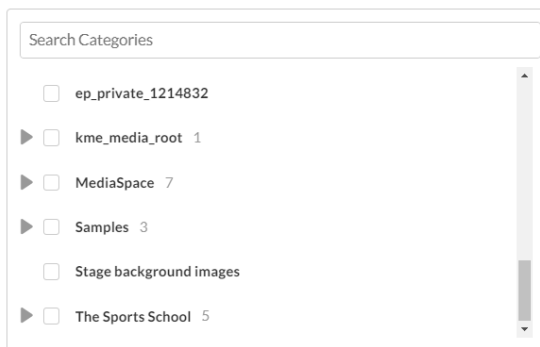 Search Categories
ep_private_1214832
kme_media_root 1
MediaSpace 7
Samples 3
Stage background images
The Sports School 5